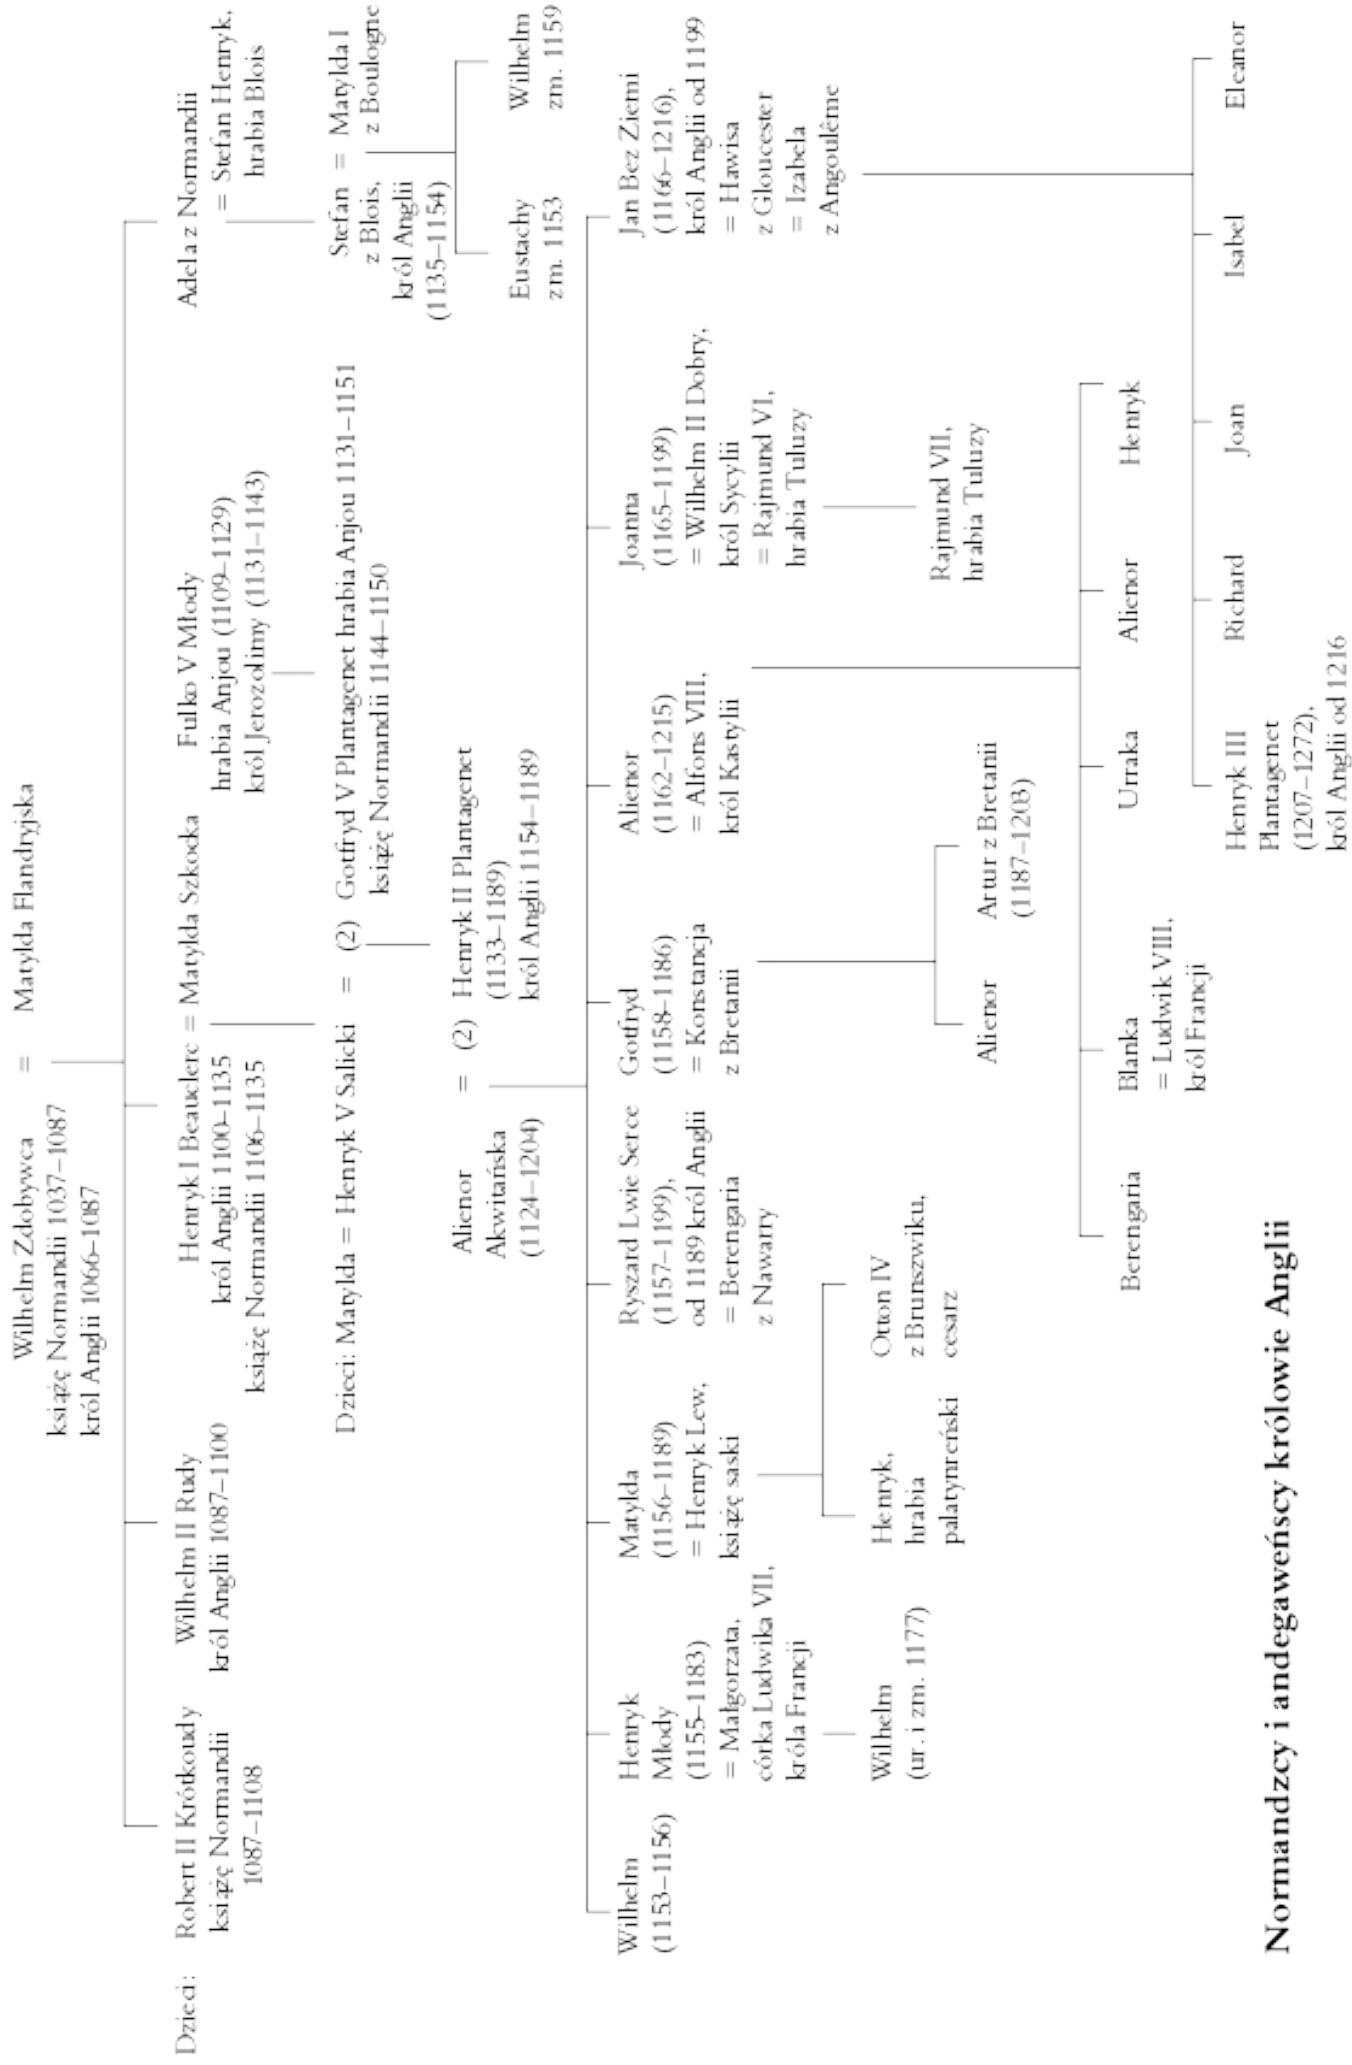 Wilhelm Zdobywca = Matylda Flandryjska
książę Normandii 1037–1087
król Anglii 1066–1087
Dzieci:
Robert II Krótkoudy
książę Normandii
1087–1108
Wilhelm II Rudy
król Anglii 1087–1100
Henryk I Beauclerc = Matylda Szkocka
król Anglii 1100–1135
książę Normandii 1106–1135
Fulko V Młody
hrabia Anjou (1109–1129)
król Jerozolimy (1131–1143)
Adela z Normandii
= Stefan Henryk,
hrabia Blois
Dzieci: Matylda = Henryk V Salicki = (2) Gotfryd V Plantagenet hrabia Anjou 1131–1151
książę Normandii 1144–1150
Stefan = Matylda I
z Blois, z Boulogne
król Anglii
(1135–1154)
Alienor = (2) Henryk II Plantagenet
Akwitańska (1133–1189)
(1124–1204) król Anglii 1154–1189
Eustachy
zm. 1153
Wilhelm
zm. 1159
Wilhelm
(1153–1156)
Henryk
Młody
(1155–1183)
= Małgorzata,
córka Ludwika VII,
króla Francji
Matylda
(1156–1189)
= Henryk Lew,
książę saski
Ryszard Lwie Serce
(1157–1199),
od 1189 król Anglii
= Berengaria
z Nawarry
Gotfryd
(1158–1186)
= Konstancja
z Bretanii
Alienor
(1162–1215)
= Alfons VIII,
król Kastylii
Joanna
(1165–1199)
= Wilhelm II Dobry,
król Sycylii
= Rajmund VI,
hrabia Tuluzy
Jan Bez Ziemi
(1166–1216),
król Anglii od 1199
= Hawisa
z Gloucester
= Izabela
z Angoulême
Wilhelm
(ur. i zm. 1177)
Henryk,
hrabia
palatynreński
Otton IV
z Brunszwiku,
cesarz
Alienor
Artur z Bretanii
(1187–1203)
Rajmund VII,
hrabia Tuluzy
Berengaria
Blanka
= Ludwik VIII,
król Francji
Urraka
Alienor
Henryk
Henryk III
Plantagenet
(1207–1272),
król Anglii od 1216
Richard
Joan
Isabel
Eleanor
Normandzcy i andegaweńscy królowie Anglii